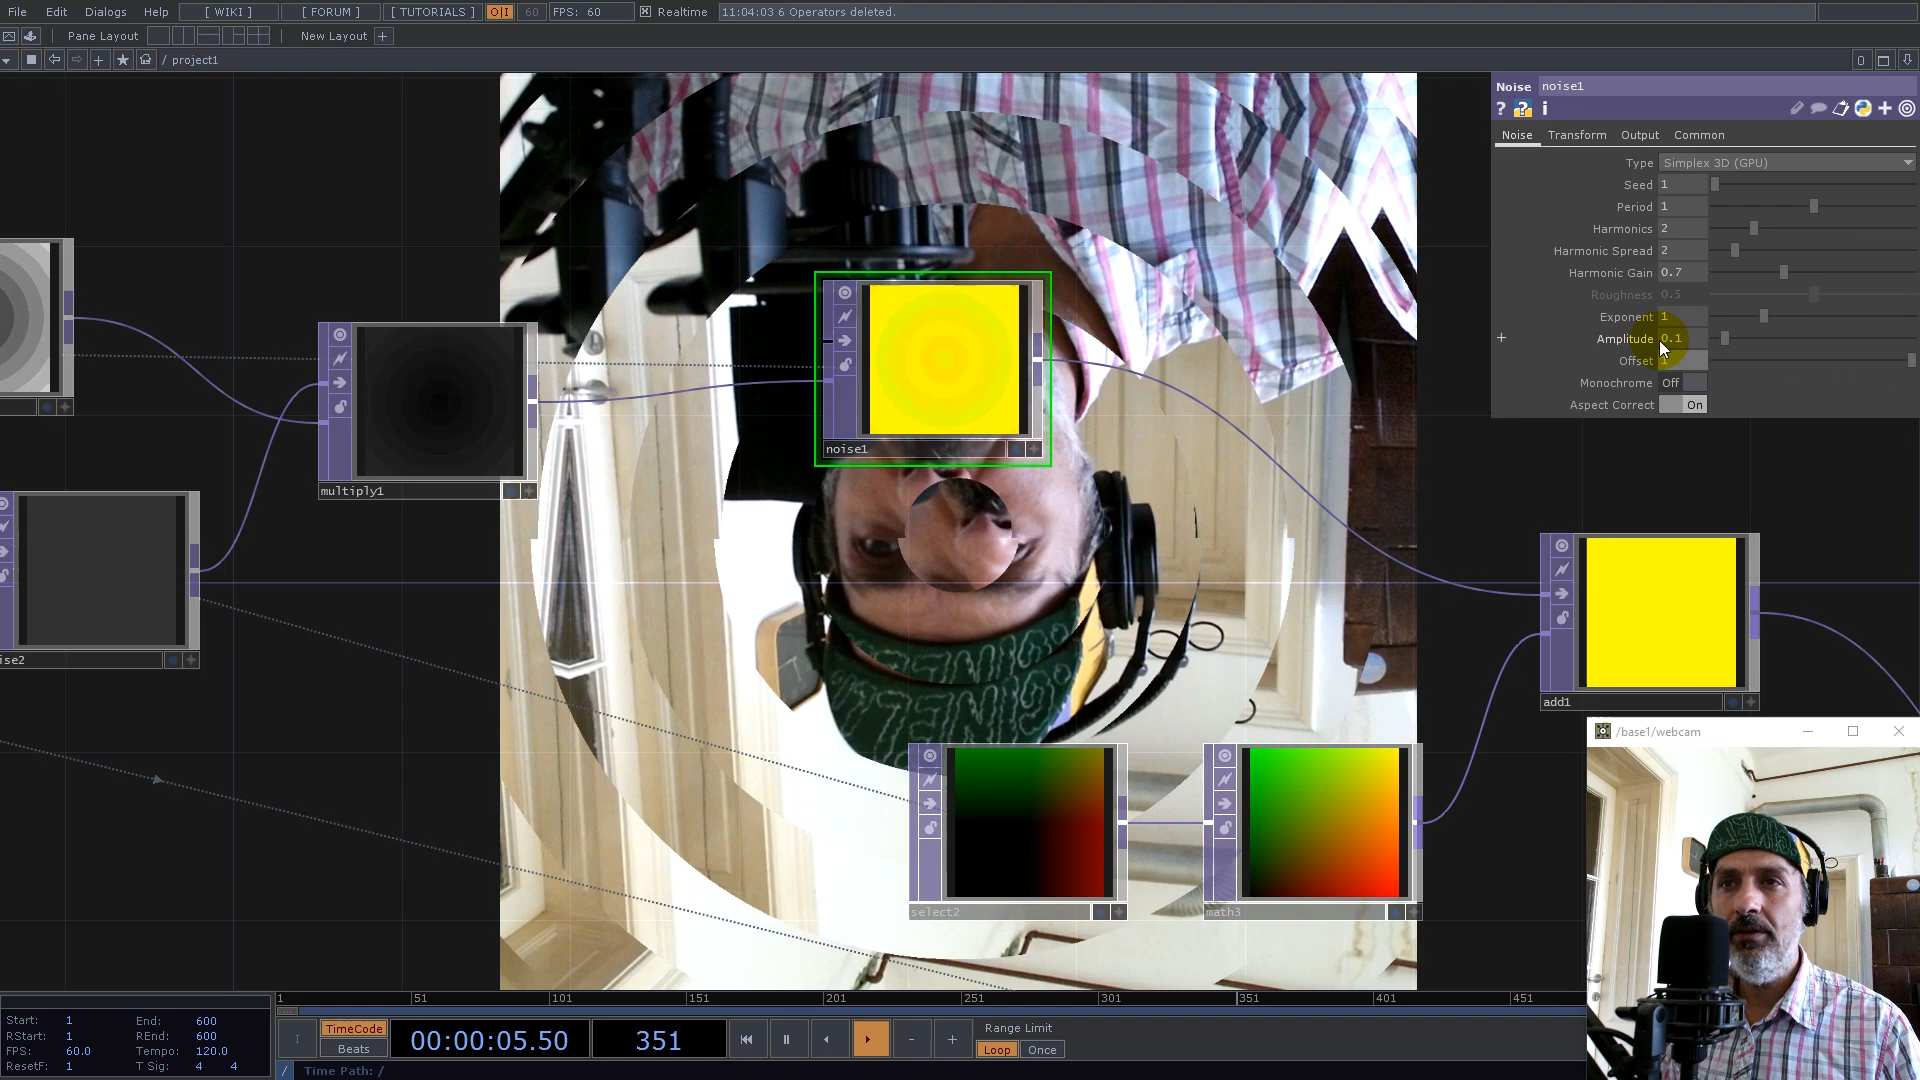 File Edit Dialogs Help [ WIKI ] [ FORUM ] [ TUTORIALS ] O|I 60 FPS: 60 Realtime 11:04:03 6 Operators deleted.
Pane Layout New Layout +
/ project1 0
Noise noise1
? ? i
Noise Transform Output Common
Type Simplex 3D (GPU)
Seed 1
Period 1
Harmonics 2
Harmonic Spread 2
Harmonic Gain 0.7
Roughness 0.5
Exponent 1
Amplitude 0.1
Offset
Monochrome Off
Aspect Correct On
noise1
multiply1
ise2
add1
select2
math3
/base1/webcam
1 51 101 151 201 251 301 351 401 451
Start: 1 End: 600
RStart: 1 REnd: 600
FPS: 60.0 Tempo: 120.0
ResetF: 1 T Sig: 4 4
TimeCode
Beats
00:00:05.50 351
Range Limit
Loop Once
/ Time Path: /